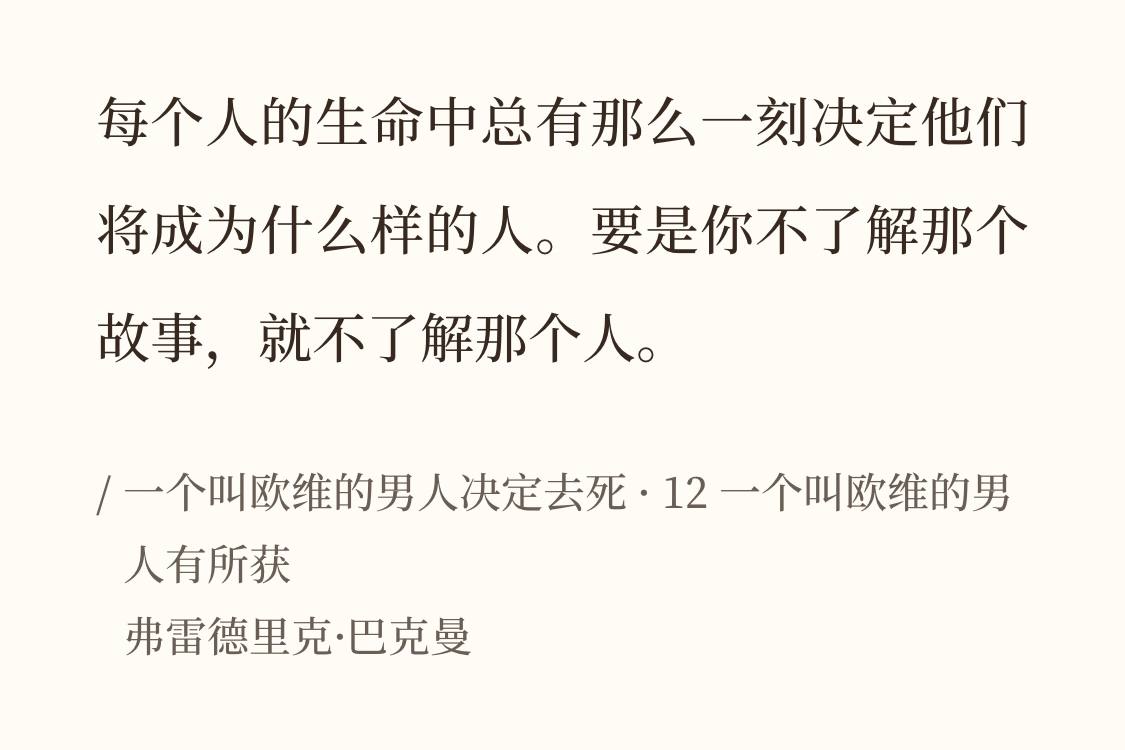 每个人的生命中总有那么一刻决定他们
将成为什么样的人。要是你不了解那个
故事，就不了解那个人。
/ 一个叫欧维的男人决定去死 · 12 一个叫欧维的男
人有所获
弗雷德里克·巴克曼